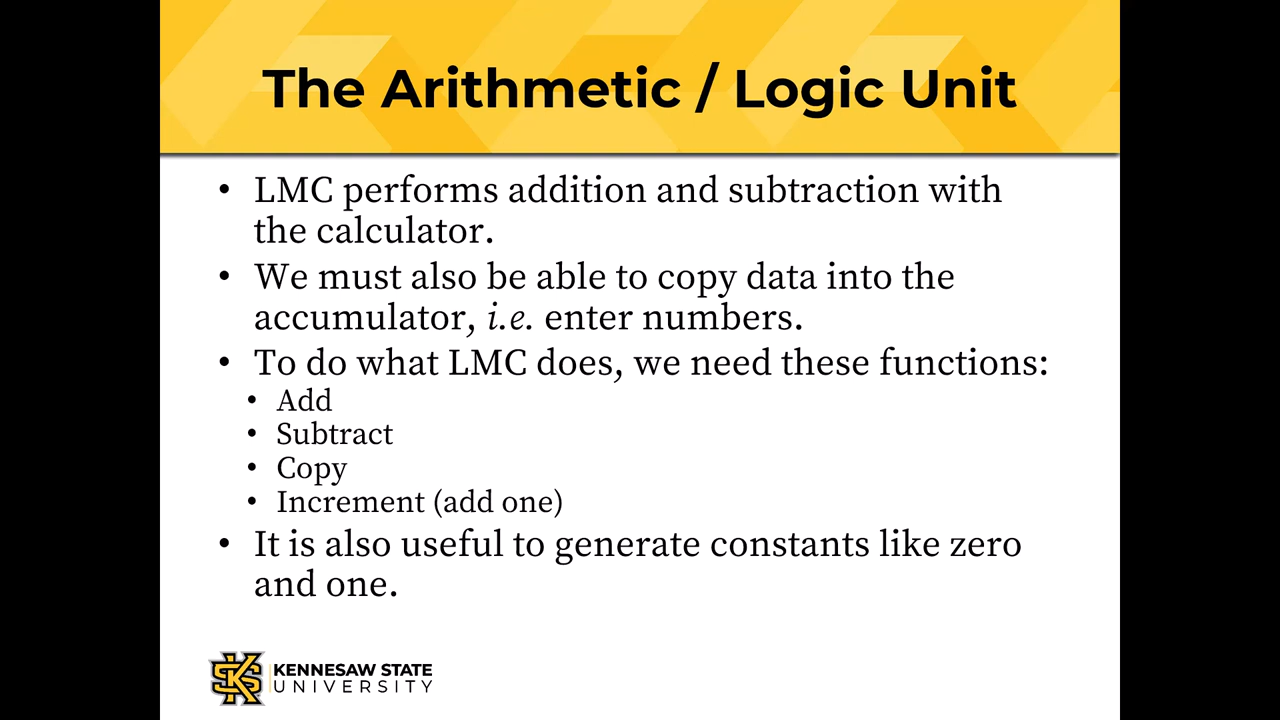 The Arithmetic / Logic Unit
• LMC performs addition and subtraction with
the calculator.
• We must also be able to copy data into the
accumulator, i.e. enter numbers.
• To do what LMC does, we need these functions:
• Add
• Subtract
• Copy
• Increment (add one)
• It is also useful to generate constants like zero
and one.
KS
KENNESAW STATE
UNIVERSITY